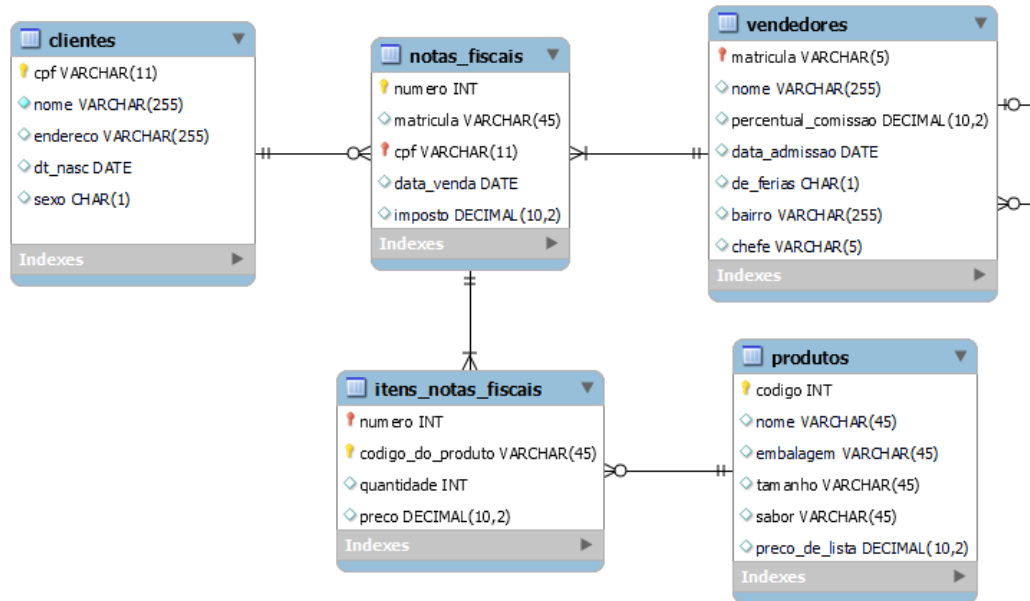 clientes
cpf VARCHAR(11)
nome VARCHAR(255)
endereco VARCHAR(255)
dt_nasc DATE
sexo CHAR(1)
Indexes
notas_fiscais
numero INT
matricula VARCHAR(45)
cpf VARCHAR(11)
data_venda DATE
imposto DECIMAL(10,2)
Indexes
vendedores
matricula VARCHAR(5)
nome VARCHAR(255)
percentual_comissao DECIMAL(10,2)
data_admissao DATE
de_ferias CHAR(1)
bairro VARCHAR(255)
chefe VARCHAR(5)
Indexes
itens_notas_fiscais
numero INT
codigo_do_produto VARCHAR(45)
quantidade INT
preco DECIMAL(10,2)
Indexes
produtos
codigo INT
nome VARCHAR(45)
embalagem VARCHAR(45)
tamanho VARCHAR(45)
sabor VARCHAR(45)
preco_de_lista DECIMAL(10,2)
Indexes